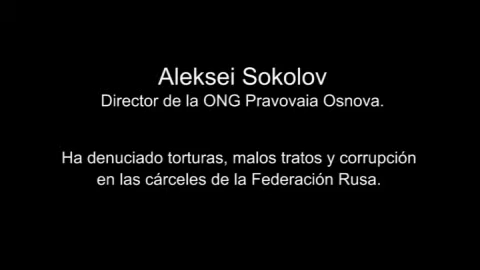 Aleksei Sokolov
Director de la ONG Pravovaia Osnova.
Ha denuciado torturas, malos tratos y corrupción
en las cárceles de la Federación Rusa.